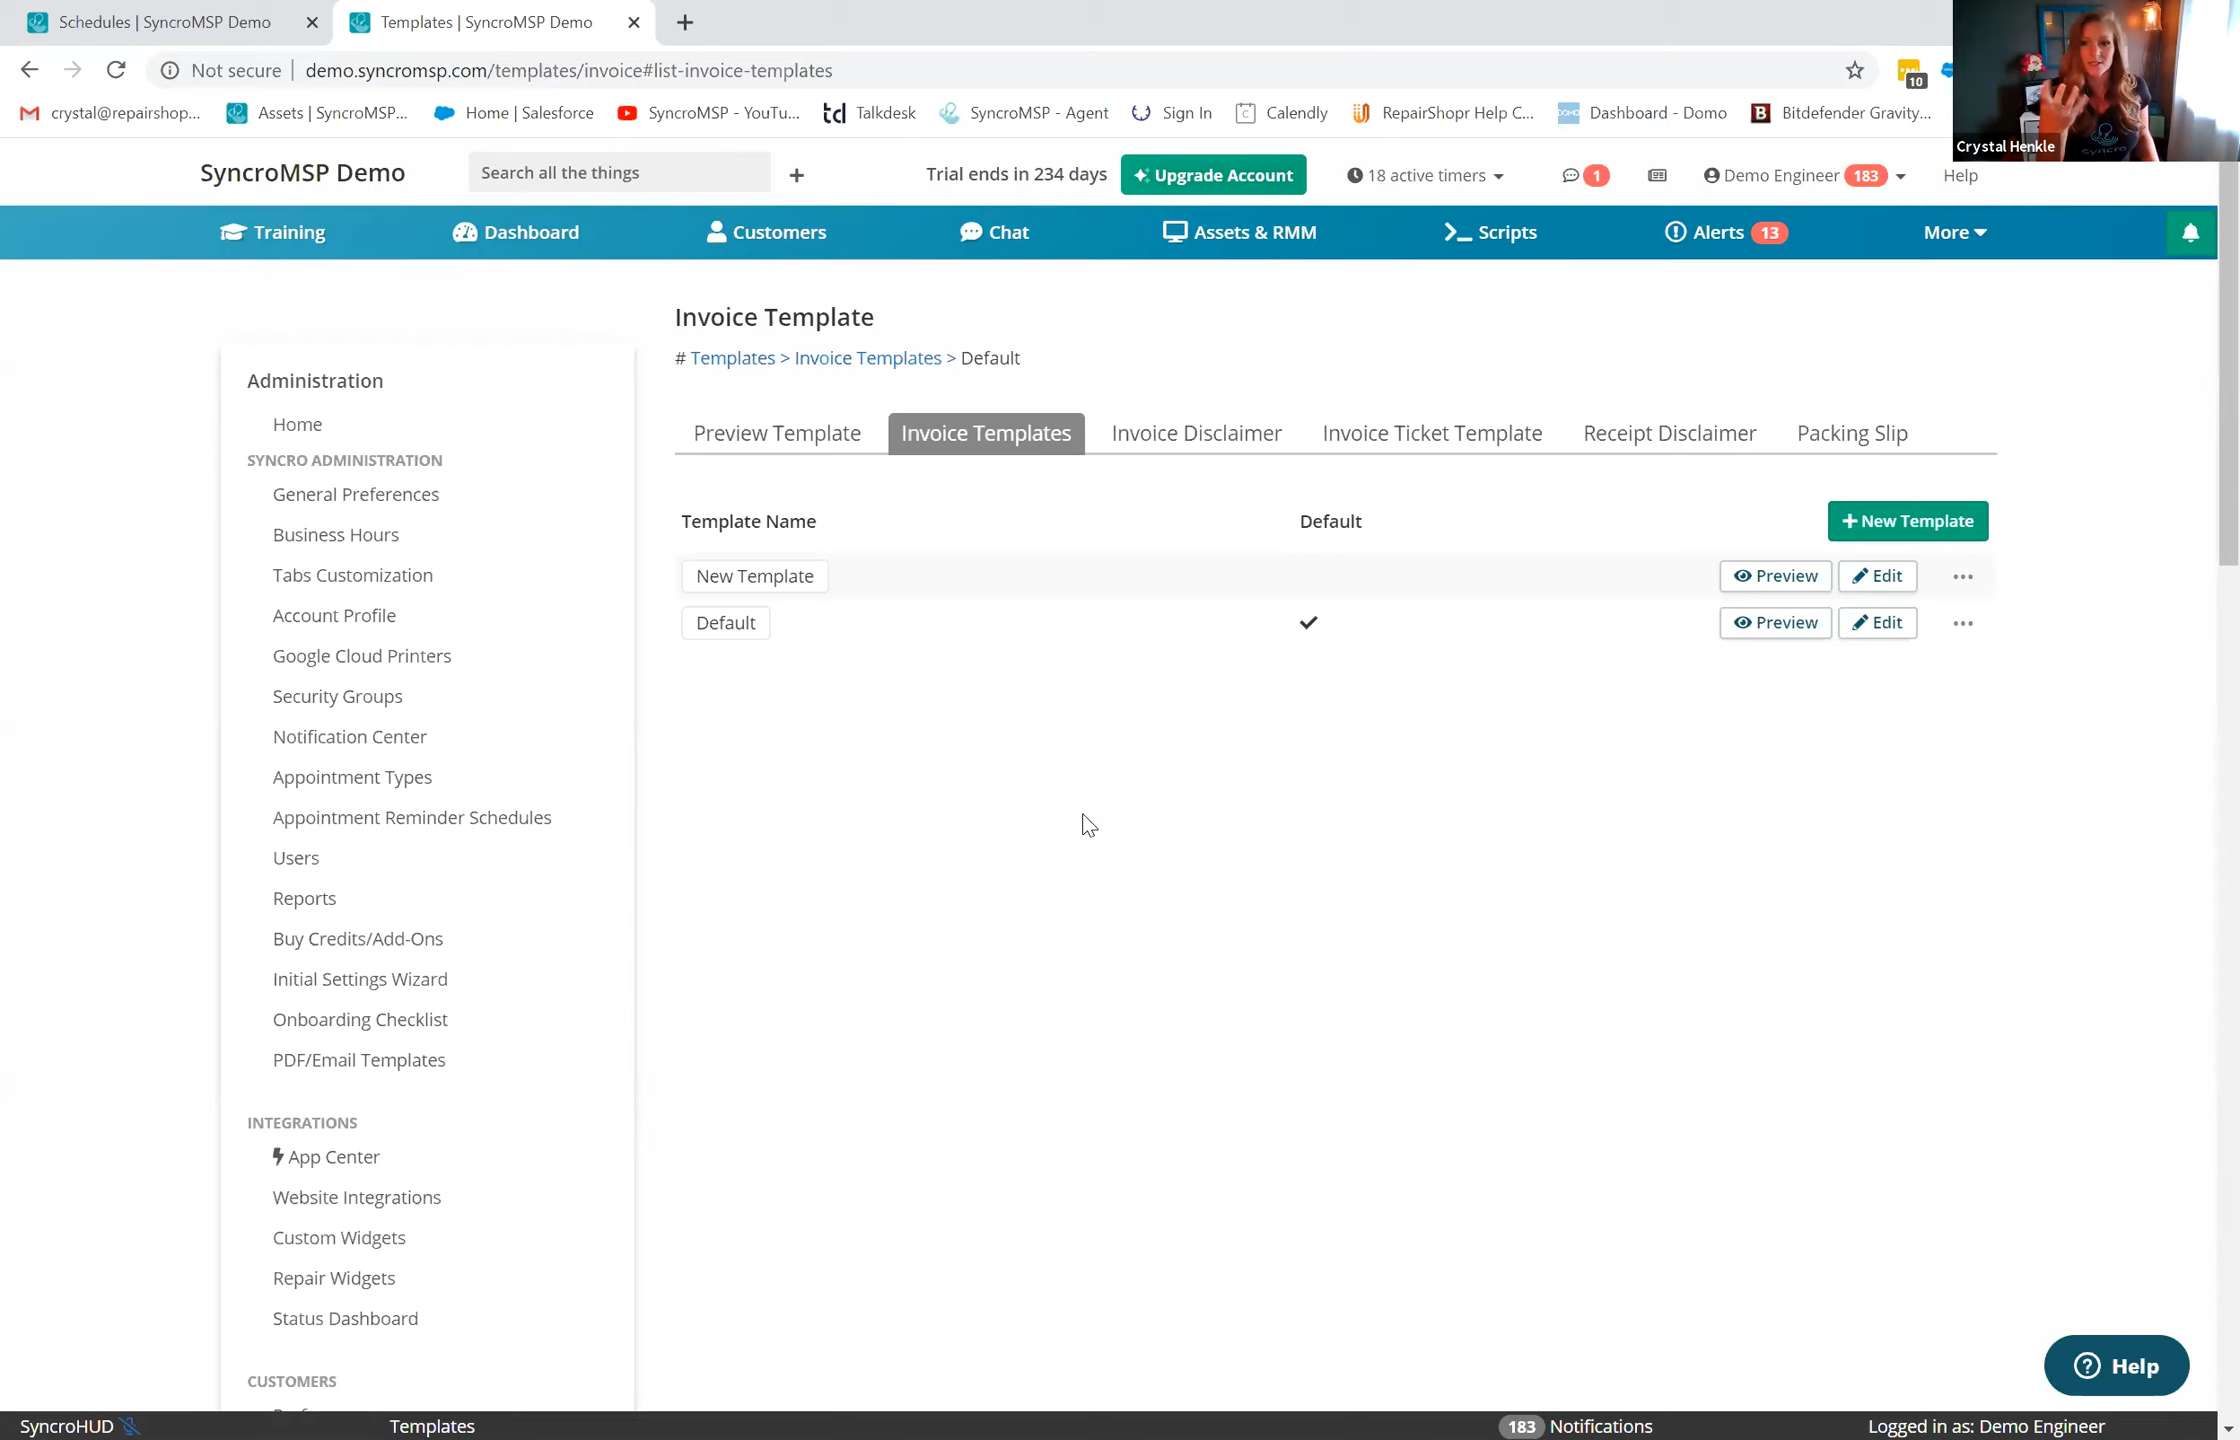 Schedules | SyncroMSP Demo
Templates | SyncroMSP Demo
Not secure | demo.syncromsp.com/templates/invoice#list-invoice-templates
10
crystal@repairshop... Assets | SyncroMSP... Home | Salesforce SyncroMSP - YouTu... td Talkdesk SyncroMSP - Agent Sign In C Calendly RepairShopr Help C... DOMO Dashboard - Domo B Bitdefender Gravity...
Crystal Henkle
SyncroMSP Demo
Search all the things
Trial ends in 234 days
Upgrade Account
18 active timers
1
Demo Engineer 183
Help
Training
Dashboard
Customers
Chat
Assets & RMM
Scripts
Alerts 13
More
Administration
Home
SYNCRO ADMINISTRATION
General Preferences
Business Hours
Tabs Customization
Account Profile
Google Cloud Printers
Security Groups
Notification Center
Appointment Types
Appointment Reminder Schedules
Users
Reports
Buy Credits/Add-Ons
Initial Settings Wizard
Onboarding Checklist
PDF/Email Templates
INTEGRATIONS
App Center
Website Integrations
Custom Widgets
Repair Widgets
Status Dashboard
CUSTOMERS
Invoice Template
# Templates > Invoice Templates > Default
Preview Template
Invoice Templates
Invoice Disclaimer
Invoice Ticket Template
Receipt Disclaimer
Packing Slip
Template Name
Default
New Template
New Template
Preview
Edit
Default
Preview
Edit
Help
SyncroHUD
Templates
183 Notifications
Logged in as: Demo Engineer